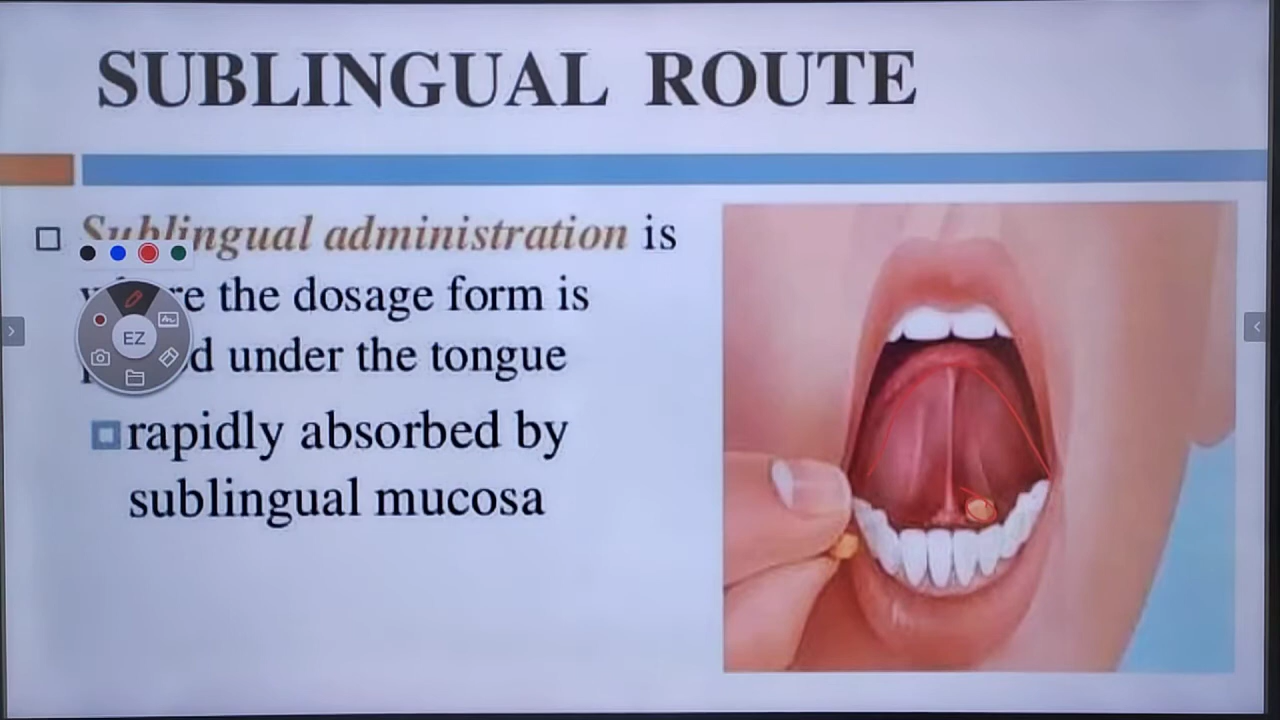 SUBLINGUAL ROUTE
Sublingual administration is
the dosage form is
under the tongue
rapidly absorbed by
sublingual mucosa
EZ